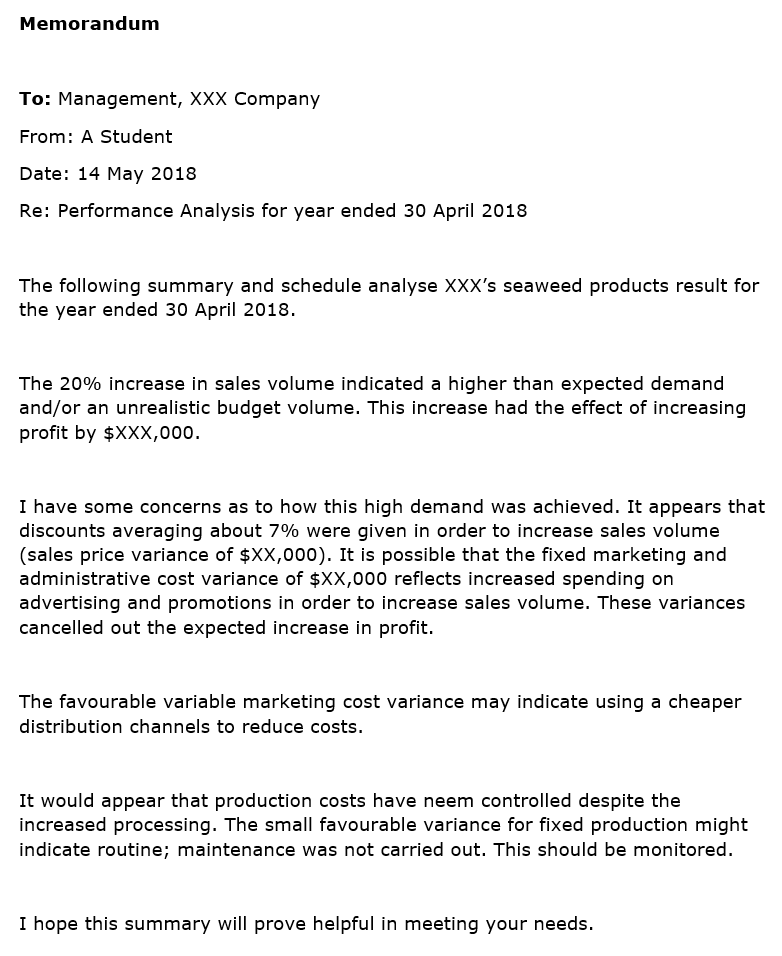 Memorandum
To: Management, XXX Company
From: A Student
Date: 14 May 2018
Re: Performance Analysis for year ended 30 April 2018
The following summary and schedule analyse XXX’s seaweed products result for
the year ended 30 April 2018.
The 20% increase in sales volume indicated a higher than expected demand
and/or an unrealistic budget volume. This increase had the effect of increasing
profit by $XXX,000.
I have some concerns as to how this high demand was achieved. It appears that
discounts averaging about 7% were given in order to increase sales volume
(sales price variance of $XX,000). It is possible that the fixed marketing and
administrative cost variance of $XX,000 reflects increased spending on
advertising and promotions in order to increase sales volume. These variances
cancelled out the expected increase in profit.
The favourable variable marketing cost variance may indicate using a cheaper
distribution channels to reduce costs.
It would appear that production costs have neem controlled despite the
increased processing. The small favourable variance for fixed production might
indicate routine; maintenance was not carried out. This should be monitored.
I hope this summary will prove helpful in meeting your needs.